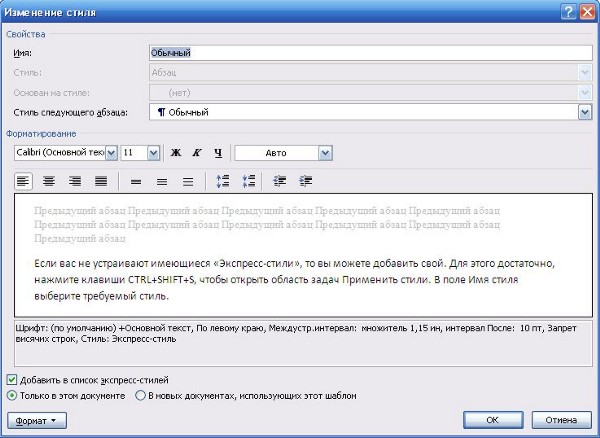 Изменение стиля
Свойства
Имя: Обычный
Стиль: Абзац
Основан на стиле: (нет)
Стиль следующего абзаца: ¶ Обычный
Форматирование
Calibri (Основной тек 11 Ж К Ч Авто
Предыдущий абзац Предыдущий абзац Предыдущий абзац Предыдущий абзац Предыдущий абзац
Предыдущий абзац Предыдущий абзац Предыдущий абзац Предыдущий абзац Предыдущий абзац
Предыдущий абзац
Если вас не устраивают имеющиеся «Экспресс-стили», то вы можете добавить свой. Для этого достаточно,
нажмите клавиши CTRL+SHIFT+S, чтобы открыть область задач Применить стили. В поле Имя стиля
выберите требуемый стиль.
Шрифт: (по умолчанию) +Основной текст, По левому краю, Междустр.интервал: множитель 1,15 ин, интервал После: 10 пт, Запрет
висячих строк, Стиль: Экспресс-стиль
Добавить в список экспресс-стилей
Только в этом документе В новых документах, использующих этот шаблон
Формат ОК Отмена